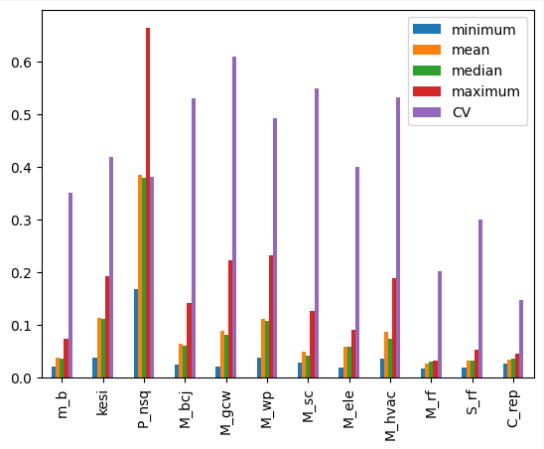 minimum
mean
median
maximum
CV
0.6
0.5
0.4
0.3
0.2
0.1
0.0
m_b
kesi
P_nsq
M_bcj
M_gcw
M_wp
M_sc
M_ele
M_hvac
M_rf
S_rf
C_rep